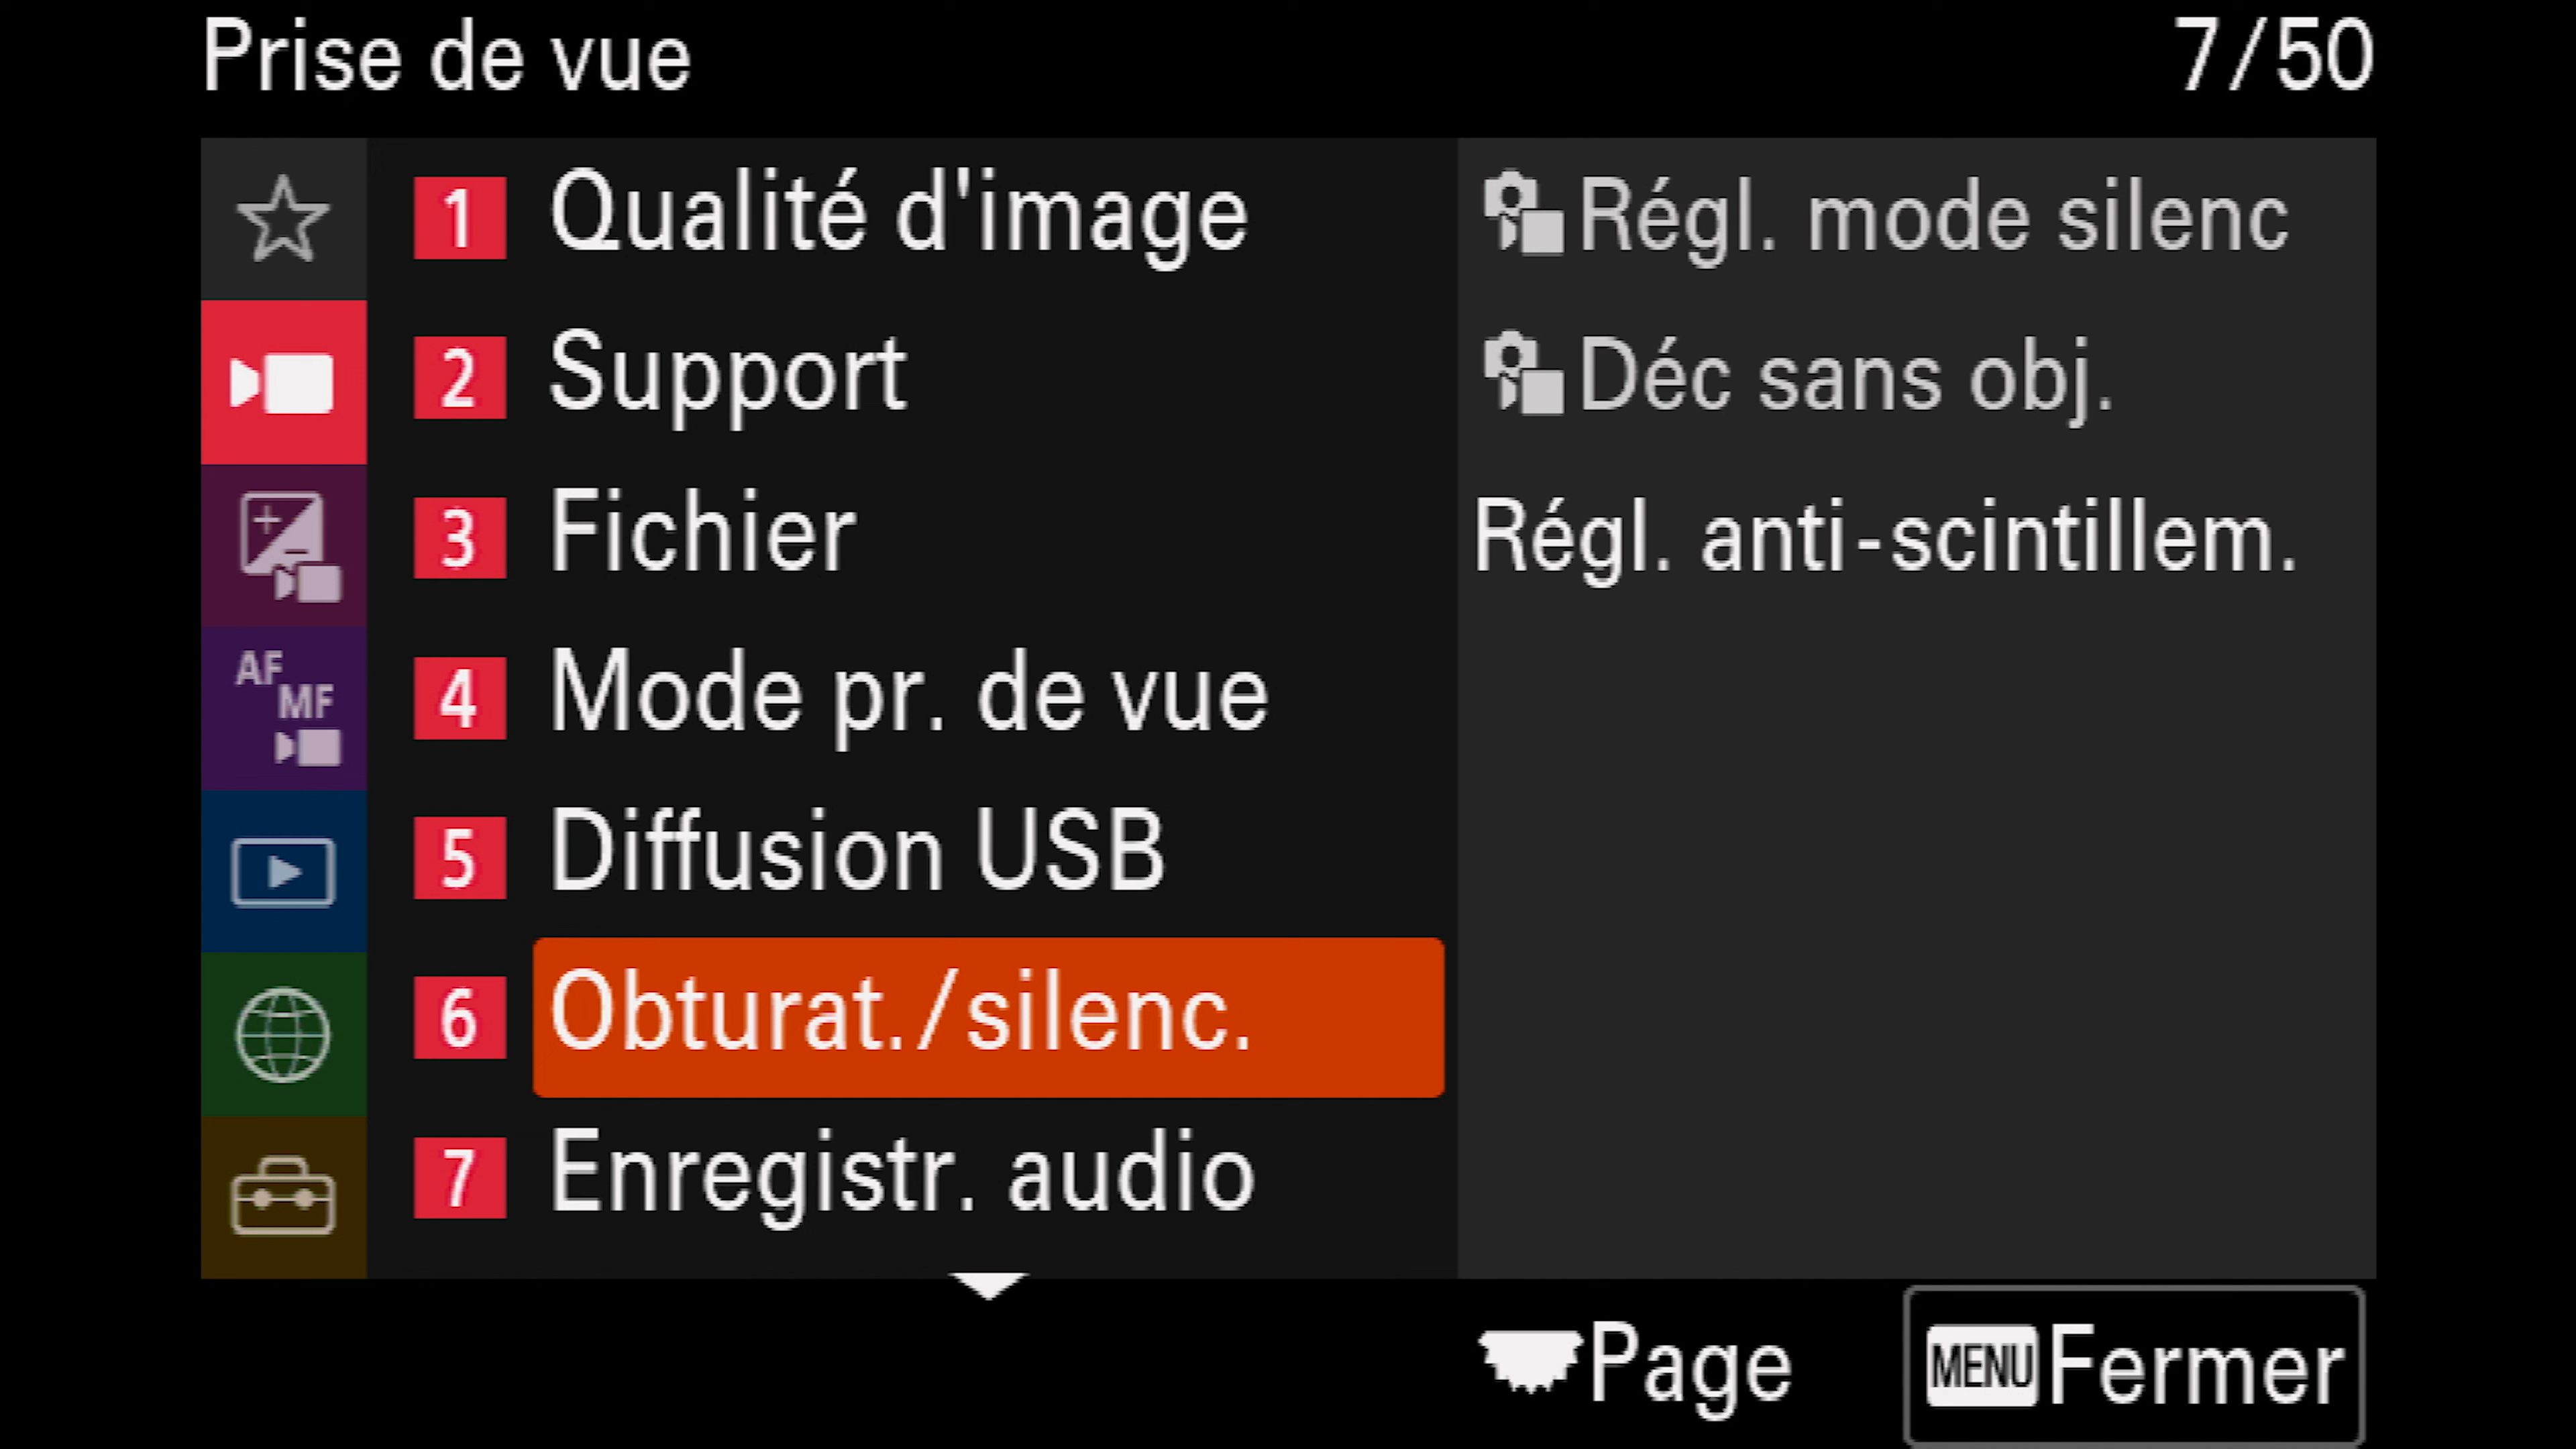 Prise de vue 7/50
1 Qualité d'image
2 Support
3 Fichier
4 Mode pr. de vue
5 Diffusion USB
6 Obturat./silenc.
7 Enregistr. audio
AF
MF
Régl. mode silenc
Déc sans obj.
Régl. anti-scintillem.
Page MENU Fermer